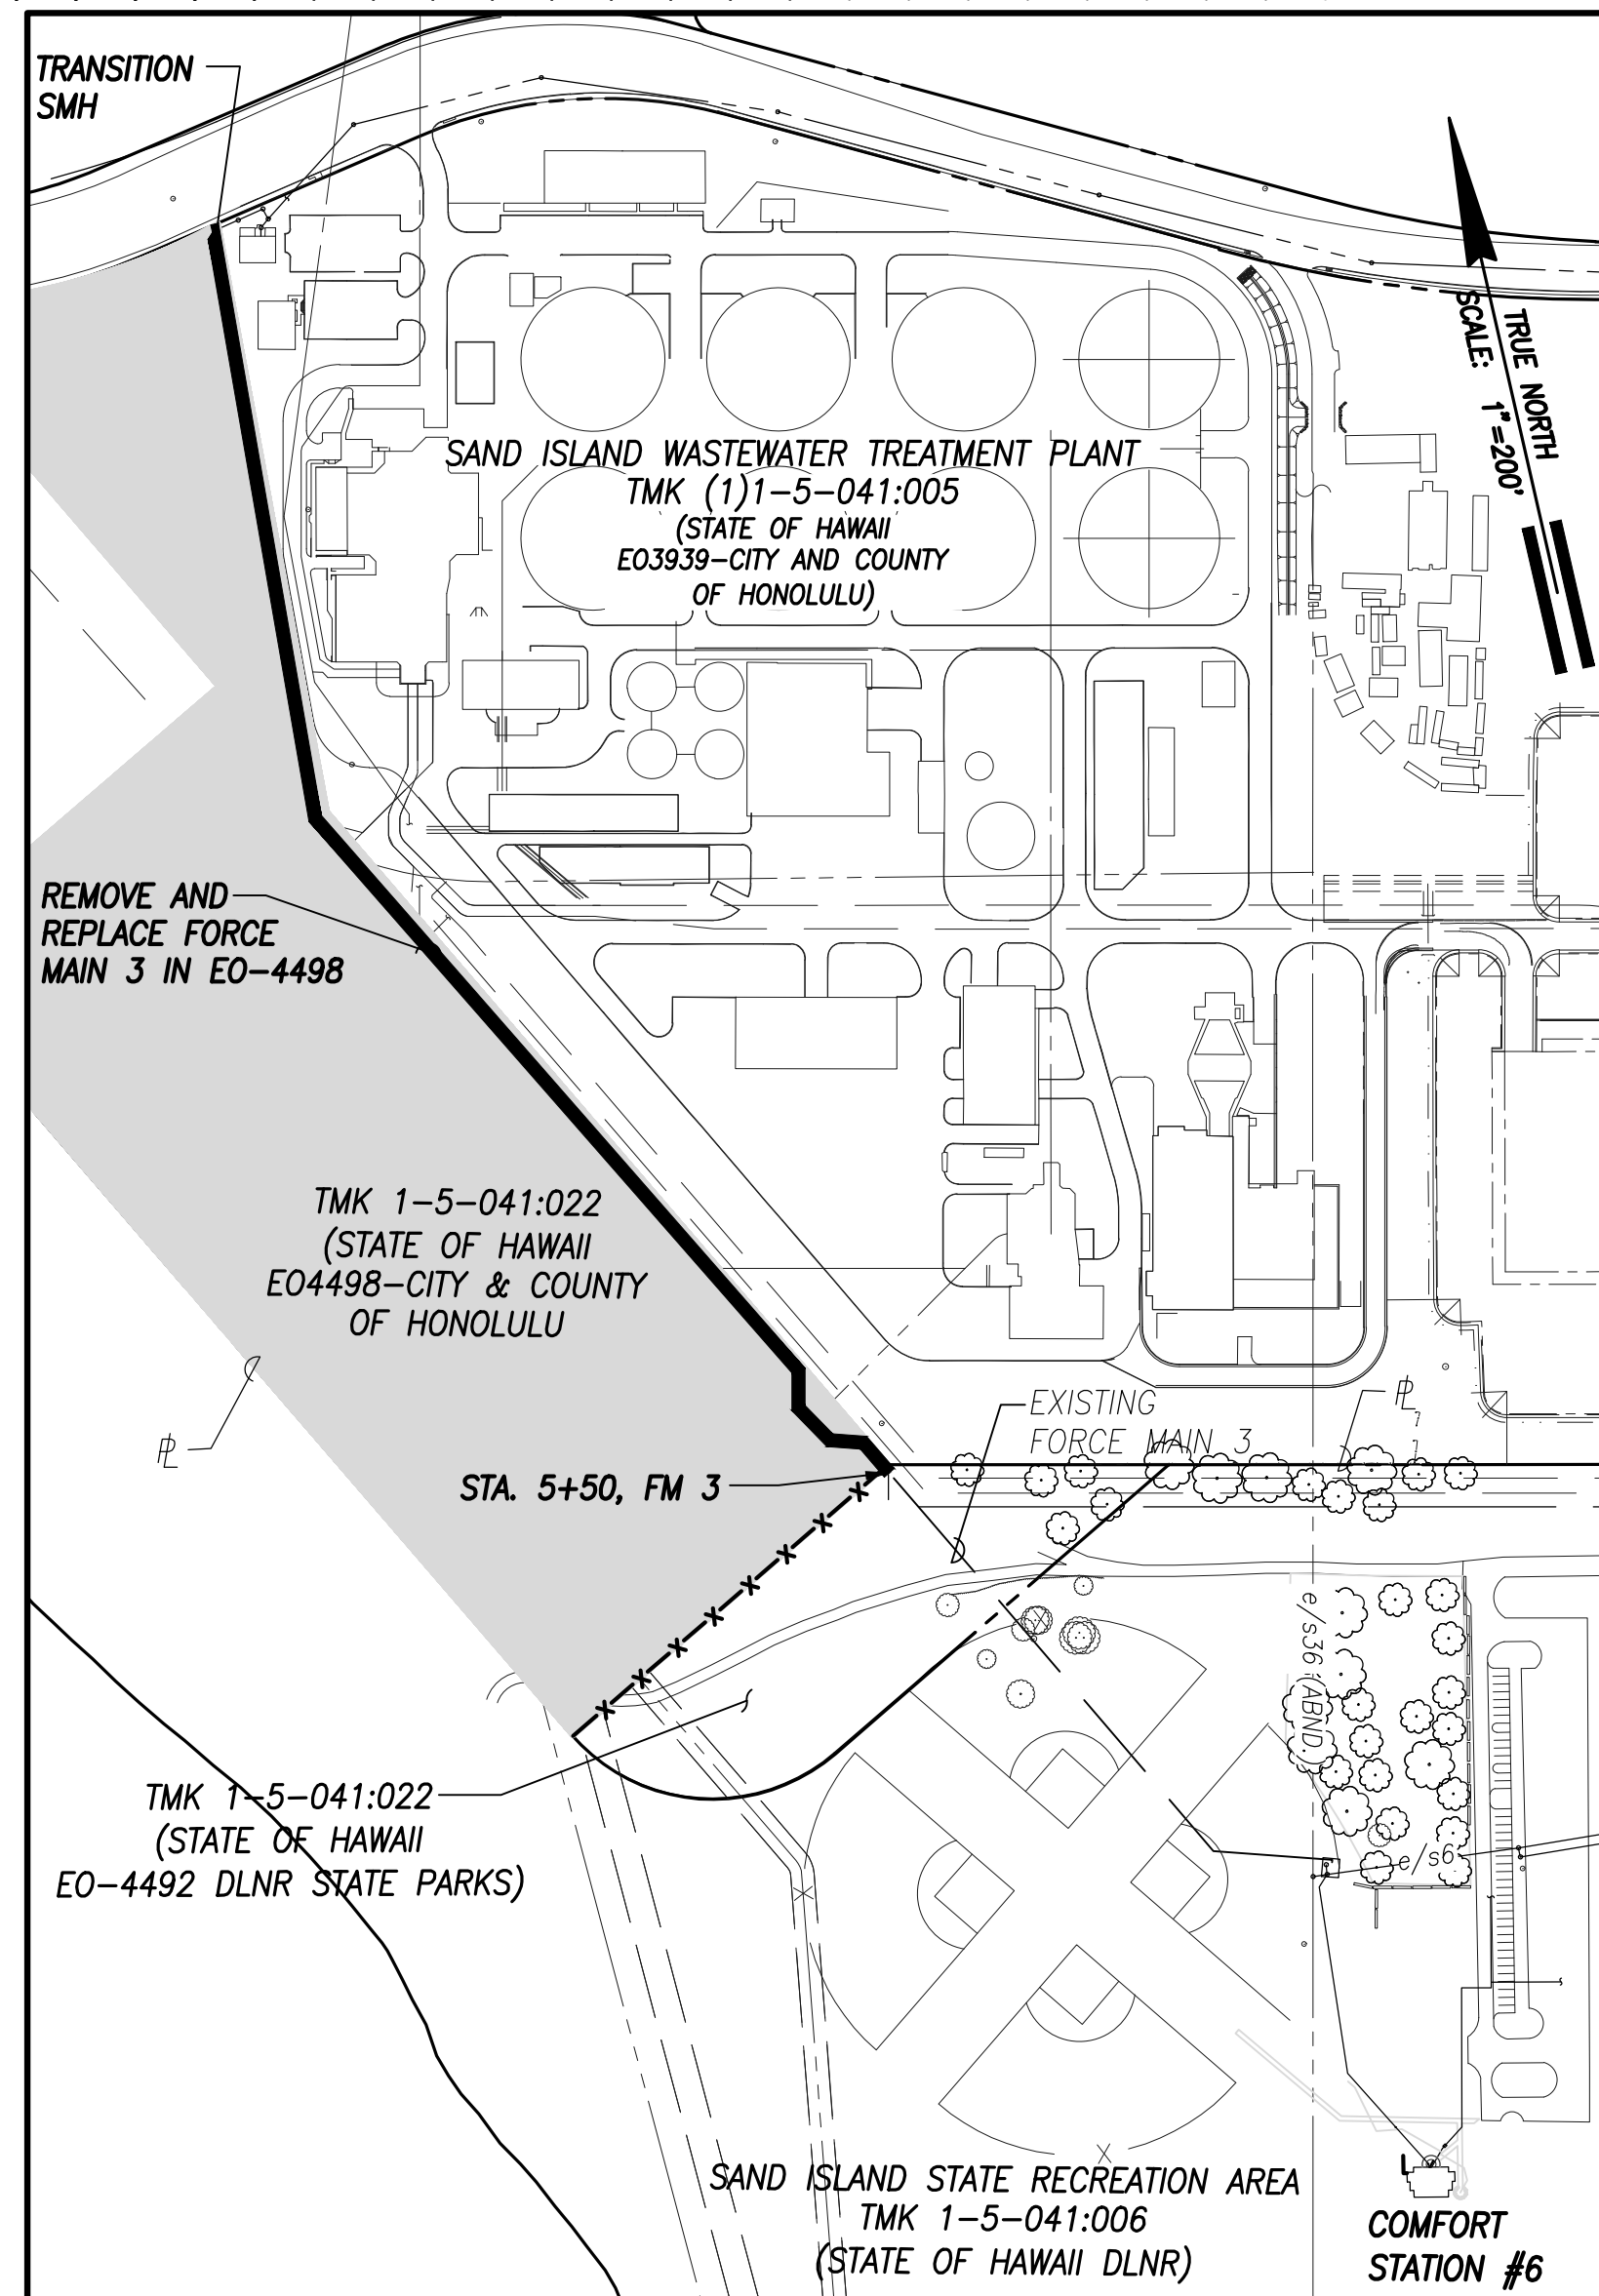 TRANSITION
SMH
TRUE NORTH
SCALE: 1"=200'
SAND ISLAND WASTEWATER TREATMENT PLANT
TMK (1)1-5-041:005
(STATE OF HAWAII
EO3939-CITY AND COUNTY
OF HONOLULU)
REMOVE AND
REPLACE FORCE
MAIN 3 IN EO-4498
TMK 1-5-041:022
(STATE OF HAWAII
EO4498-CITY & COUNTY
OF HONOLULU
PL
EXISTING
FORCE MAIN 3
PL
STA. 5+50, FM 3
e/s36 (ABND)
TMK 1-5-041:022
(STATE OF HAWAII
EO-4492 DLNR STATE PARKS)
e/s6
SAND ISLAND STATE RECREATION AREA
TMK 1-5-041:006
(STATE OF HAWAII DLNR)
COMFORT
STATION #6